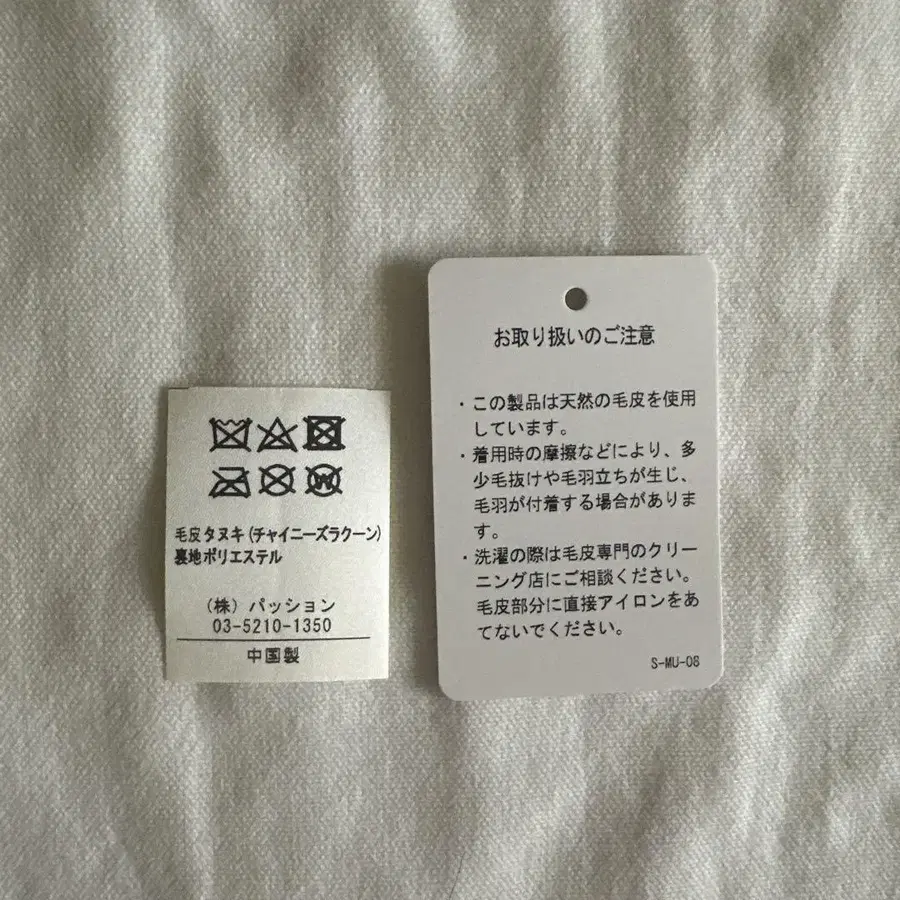 毛皮 タヌキ (チャイニーズラクーン)
裏地ポリエステル
(株) パッション
03-5210-1350
中国製
お取り扱いのご注意
・この製品は天然の毛皮を使用
しています。
・着用時の摩擦などにより、多
少毛抜けや毛羽立ちが生じ、
毛羽が付着する場合がありま
す。
・洗濯の際は毛皮専門のクリー
ニング店にご相談ください。
毛皮部分に直接アイロンをあ
てないでください。
S-MU-08